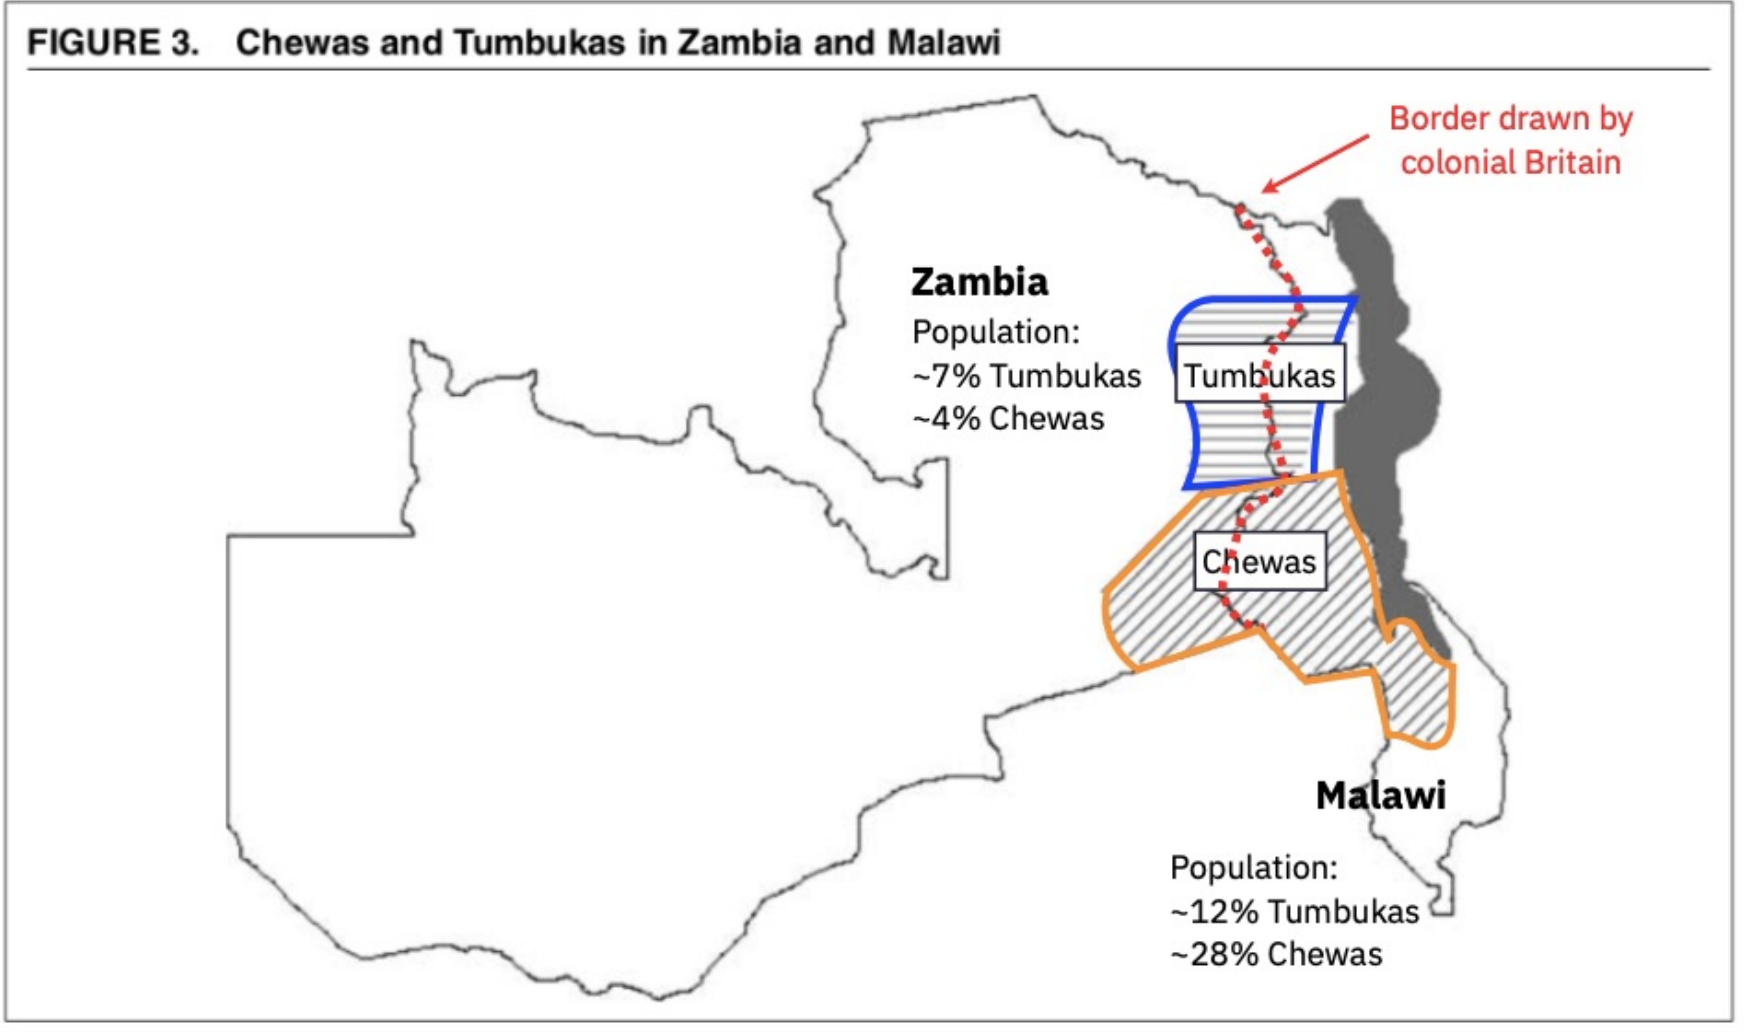 FIGURE 3. Chewas and Tumbukas in Zambia and Malawi
Border drawn by
colonial Britain
Zambia
Population:
~7% Tumbukas
~4% Chewas
Tumbukas
Chewas
Malawi
Population:
~12% Tumbukas
~28% Chewas